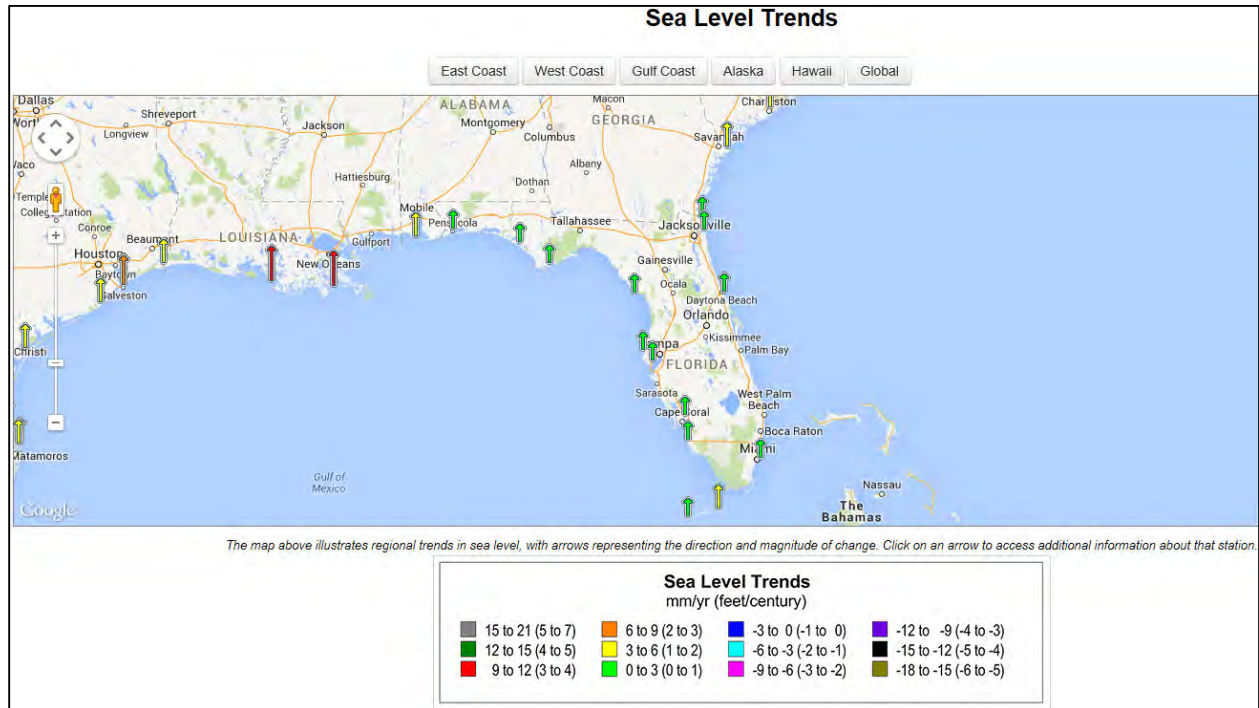 Sea Level Trends
East Coast West Coast Gulf Coast Alaska Hawaii Global
Dallas
Shreveport
Longview
Jackson
ALABAMA
Montgomery
Columbus
Macon
GEORGIA
Savannah
Albany
Hattiesburg
Dothan
Mobile
Pensacola
Tallahassee
Jacksonville
Gulfport
LOUISIANA
New Orleans
Conroe
Beaumont
Houston
Baytown
Galveston
Gainesville
Ocala
Daytona Beach
Orlando
Kissimmee
Palm Bay
FLORIDA
Sarasota
Cape Coral
West Palm
Beach
Boca Raton
Miami
Christi
Matamoros
Gulf of
Mexico
Nassau
The
Bahamas
Google
The map above illustrates regional trends in sea level, with arrows representing the direction and magnitude of change. Click on an arrow to access additional information about that station.
Sea Level Trends
mm/yr (feet/century)
15 to 21 (5 to 7) 6 to 9 (2 to 3) -3 to 0 (-1 to 0) -12 to -9 (-4 to -3)
12 to 15 (4 to 5) 3 to 6 (1 to 2) -6 to -3 (-2 to -1) -15 to -12 (-5 to -4)
9 to 12 (3 to 4) 0 to 3 (0 to 1) -9 to -6 (-3 to -2) -18 to -15 (-6 to -5)